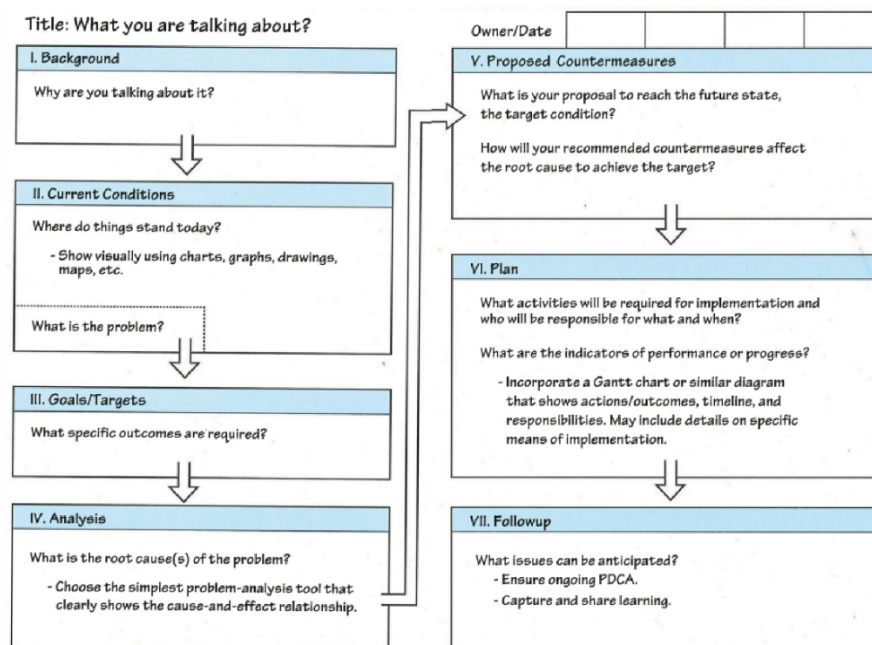 Title: What you are talking about?
I. Background
Why are you talking about it?
II. Current Conditions
Where do things stand today?
- Show visually using charts, graphs, drawings,
maps, etc.
What is the problem?
III. Goals/Targets
What specific outcomes are required?
IV. Analysis
What is the root cause(s) of the problem?
- Choose the simplest problem-analysis tool that
clearly shows the cause-and-effect relationship.
Owner/Date
V. Proposed Countermeasures
What is your proposal to reach the future state,
the target condition?
How will your recommended countermeasures affect
the root cause to achieve the target?
VI. Plan
What activities will be required for implementation and
who will be responsible for what and when?
What are the indicators of performance or progress?
- Incorporate a Gantt chart or similar diagram
that shows actions/outcomes, timeline, and
responsibilities. May include details on specific
means of implementation.
VII. Followup
What issues can be anticipated?
- Ensure ongoing PDCA.
- Capture and share learning.